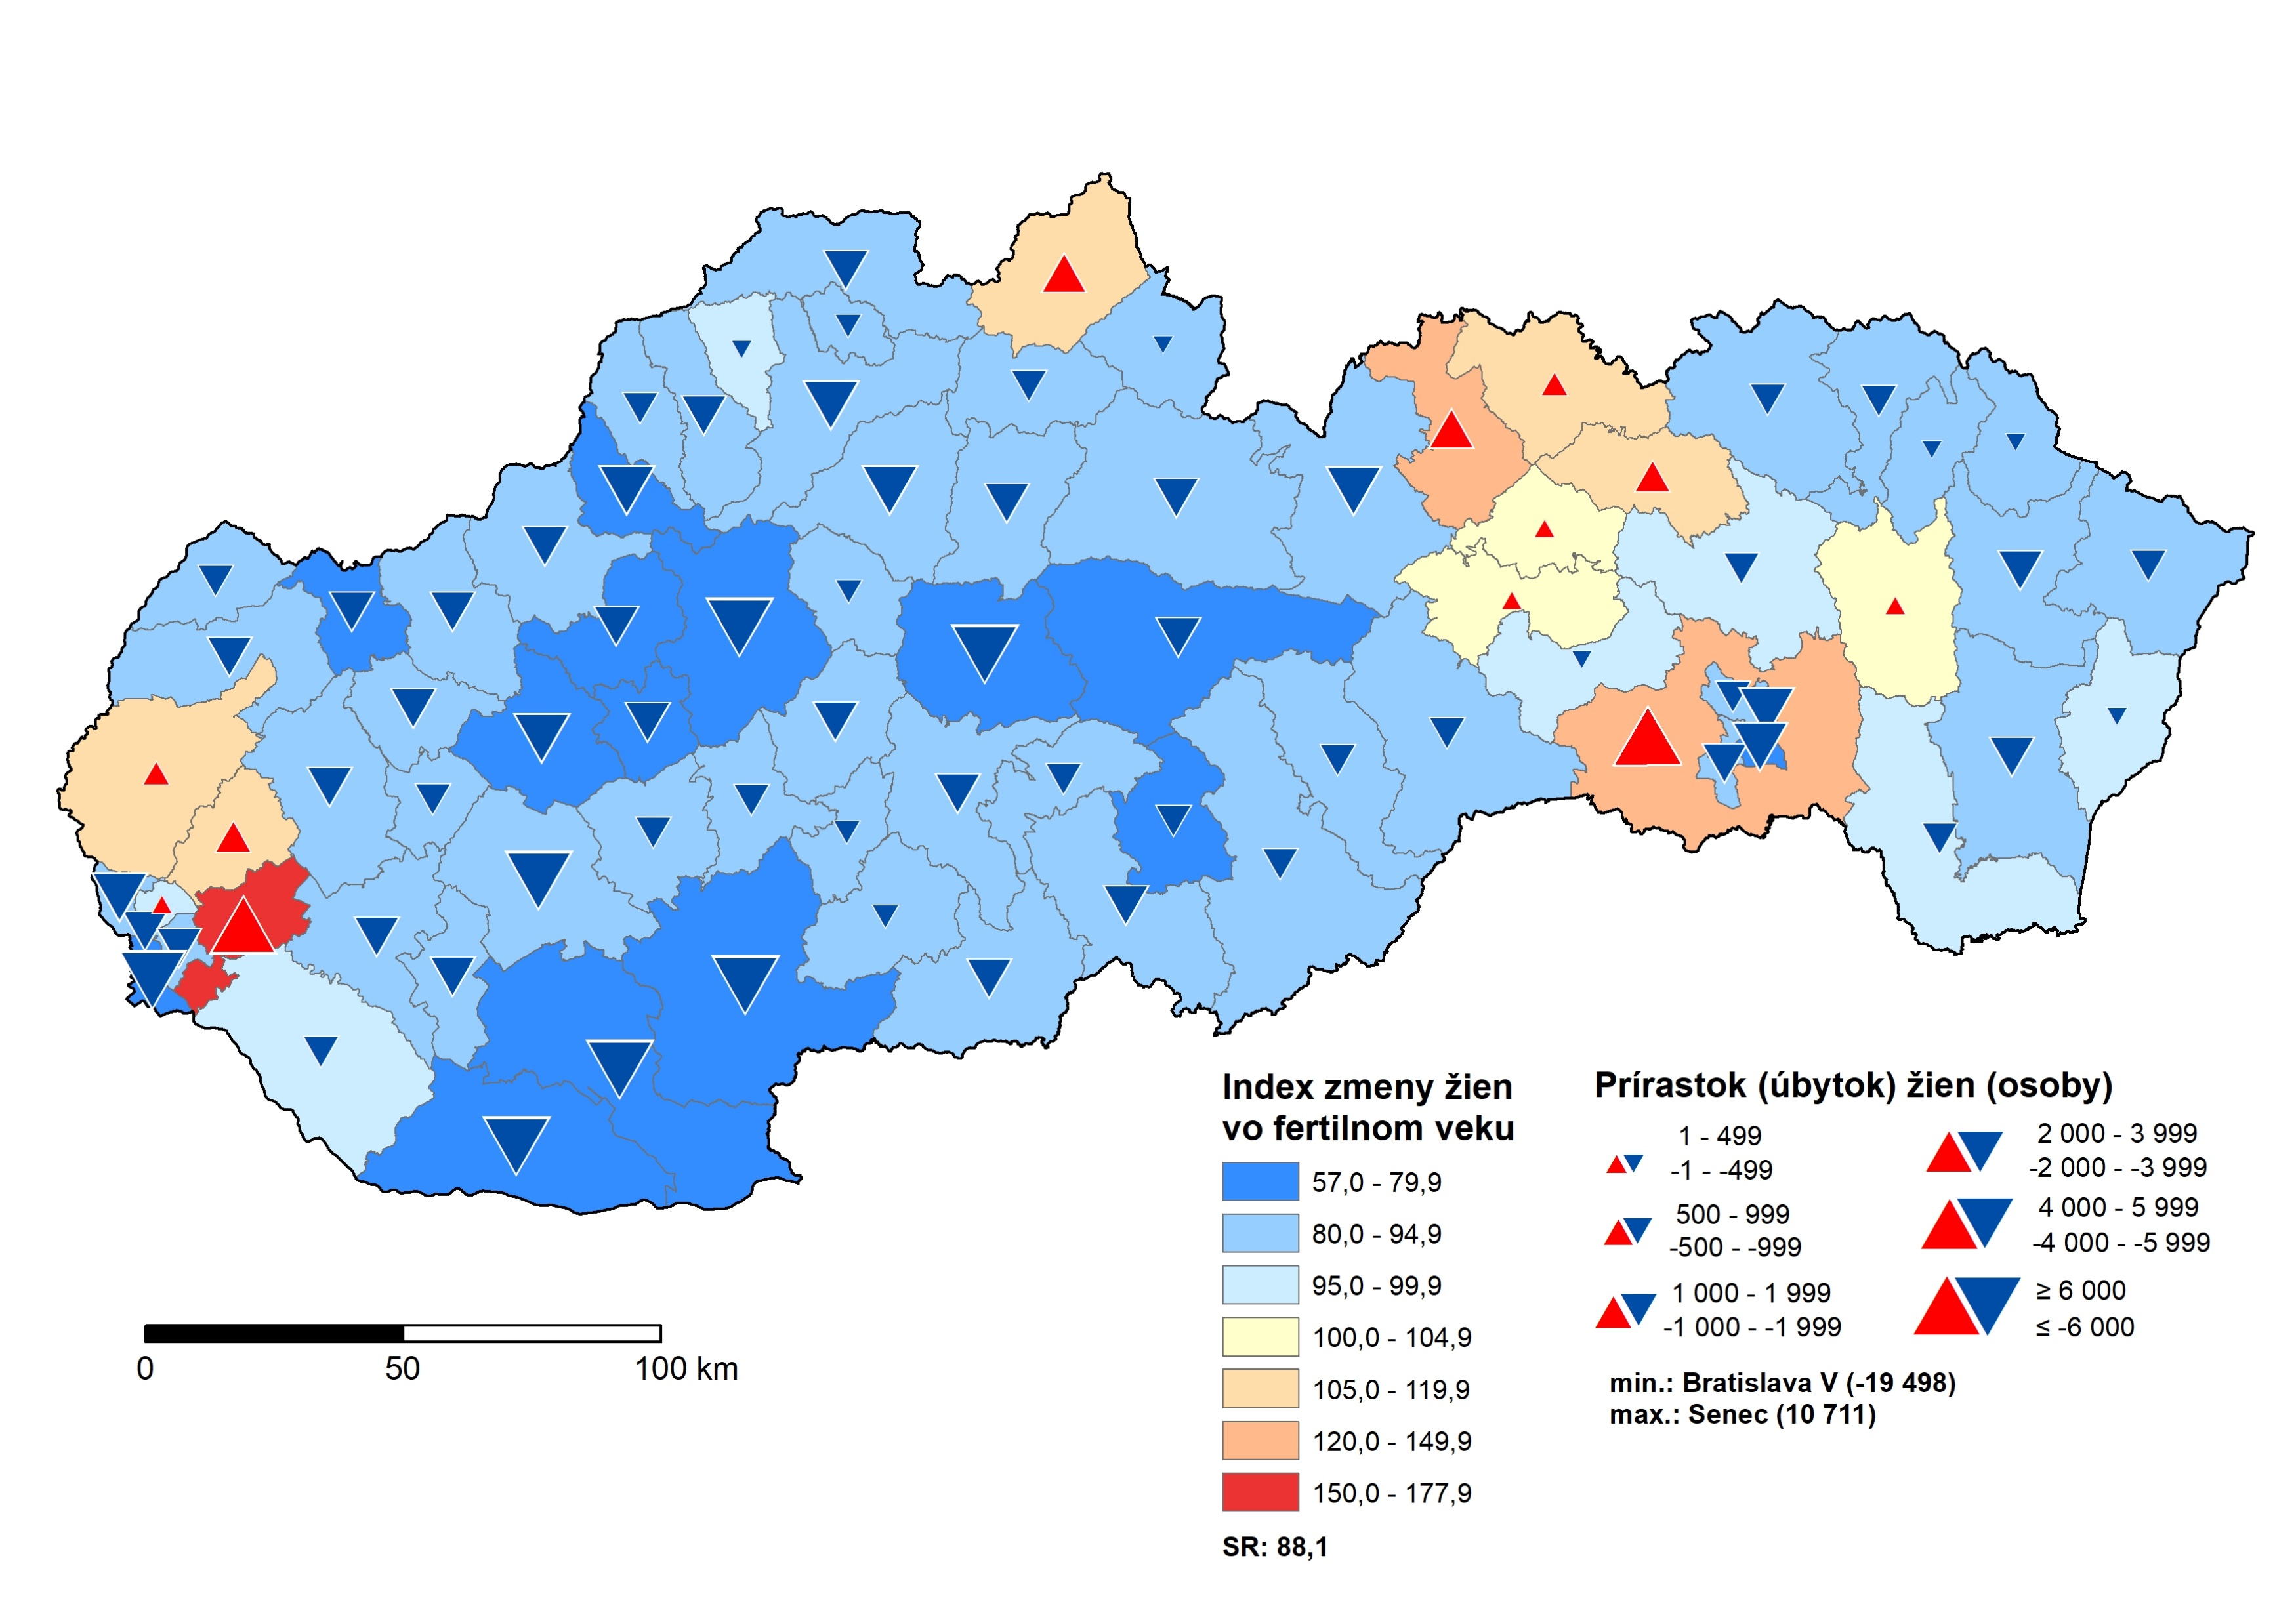 Index zmeny žien
vo fertilnom veku
57,0 - 79,9
80,0 - 94,9
95,0 - 99,9
100,0 - 104,9
105,0 - 119,9
120,0 - 149,9
150,0 - 177,9
SR: 88,1
Prírastok (úbytok) žien (osoby)
1 - 499
-1 - -499
500 - 999
-500 - -999
1 000 - 1 999
-1 000 - -1 999
2 000 - 3 999
-2 000 - -3 999
4 000 - 5 999
-4 000 - -5 999
≥ 6 000
≤ -6 000
min.: Bratislava V (-19 498)
max.: Senec (10 711)
0 50 100 km